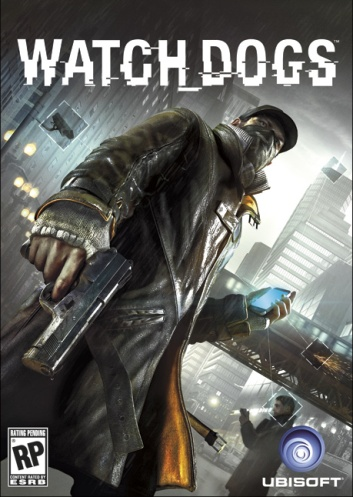 WATCH_DOGS
RATING PENDING
RP
CONTENT RATED BY
ESRB
UBISOFT